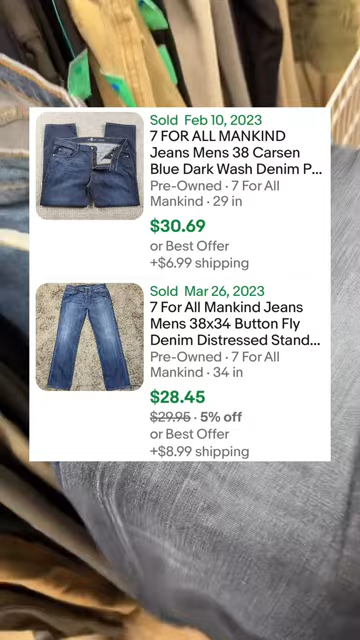 Sold Feb 10, 2023
7 FOR ALL MANKIND
Jeans Mens 38 Carsen
Blue Dark Wash Denim P...
Pre-Owned · 7 For All
Mankind · 29 in
$30.69
or Best Offer
+$6.99 shipping
Sold Mar 26, 2023
7 For All Mankind Jeans
Mens 38x34 Button Fly
Denim Distressed Stand...
Pre-Owned · 7 For All
Mankind · 34 in
$28.45
$29.95 · 5% off
or Best Offer
+$8.99 shipping